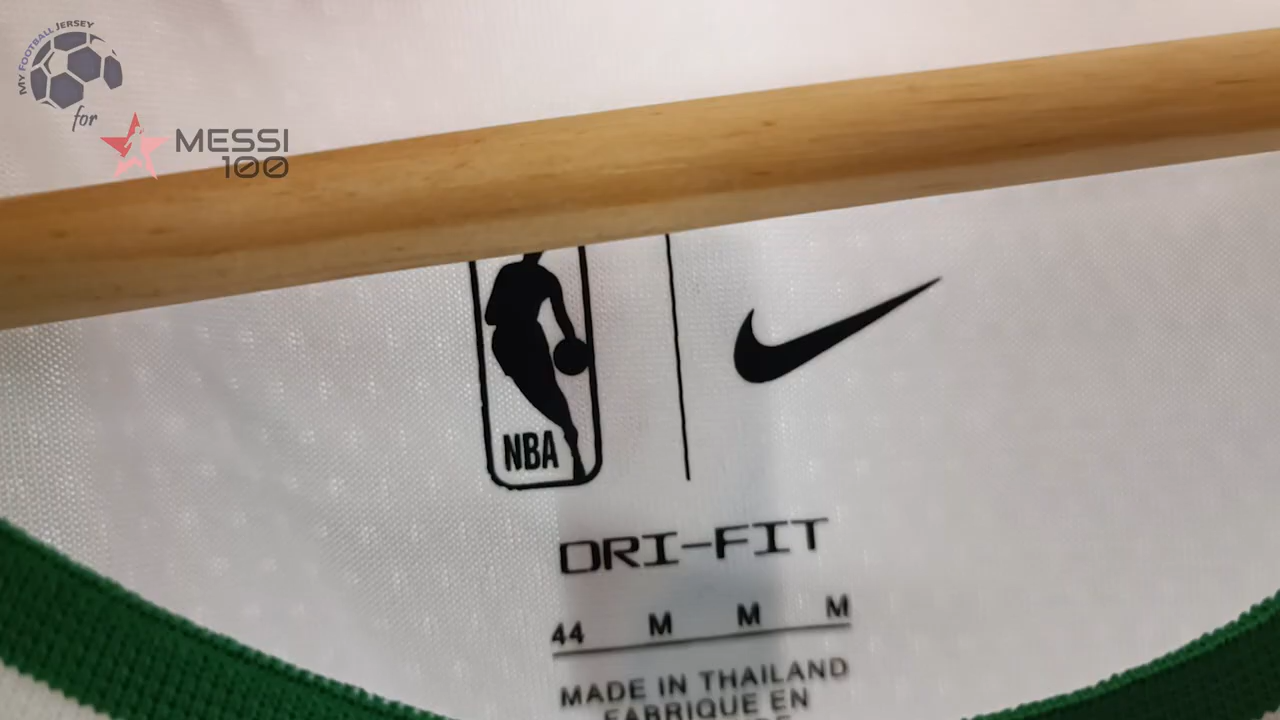 MY FOOTBALL JERSEY
for
MESSI
100
NBA
DRI-FIT
44 M M M
MADE IN THAILAND
FABRIQUE EN